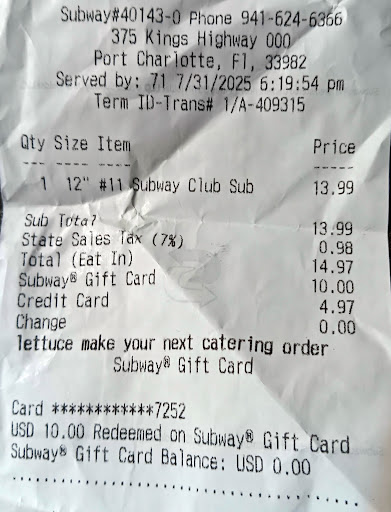 Subway#40143-0 Phone 941-624-6366
375 Kings Highway 000
Port Charlotte, Fl, 33982
Served by: 71 7/31/2025 6:19:54 pm
Term ID-Trans# 1/A-409315
Qty Size Item Price
--- ---- ---- -----
1 12" #11 Subway Club Sub 13.99
Sub Total 13.99
State Sales Tax (7%) 0.98
Total (Eat In) 14.97
Subway® Gift Card 10.00
Credit Card 4.97
Change 0.00
lettuce make your next catering order
Subway® Gift Card
Card ************7252
USD 10.00 Redeemed on Subway® Gift Card
Subway® Gift Card Balance: USD 0.00